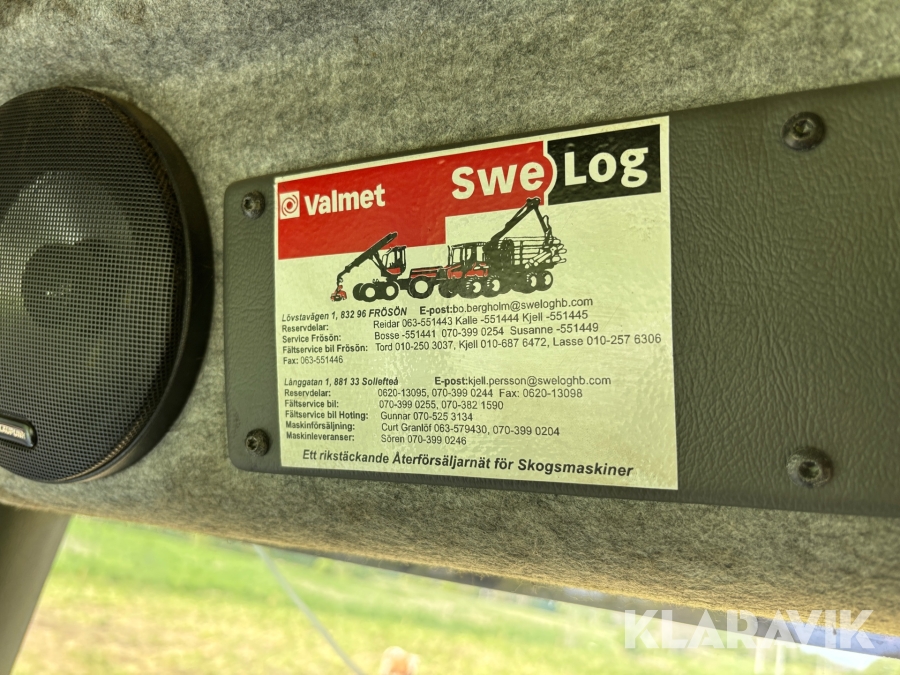 Valmet
Swe Log
Lövstavägen 1, 832 96 FRÖSÖN E-post:bo.bergholm@sweloghb.com
Reservdelar: Reidar 063-551443 Kalle -551444 Kjell -551445
Service Frösön: Bosse -551441 070-399 0254 Susanne -551449
Fältservice bil Frösön: Tord 010-250 3037, Kjell 010-687 6472, Lasse 010-257 6306
Fax: 063-551446
Långgatan 1, 881 33 Sollefteå E-post:kjell.persson@sweloghb.com
Reservdelar: 0620-13095, 070-399 0244 Fax: 0620-13098
Fältservice bil: 070-399 0255, 070-382 1590
Fältservice bil Hoting: Gunnar 070-525 3134
Maskinförsäljning: Curt Granlöf 063-579430, 070-399 0204
Maskinleveranser: Sören 070-399 0246
Ett rikstäckande Återförsäljarnät för Skogsmaskiner
KLARAVIK